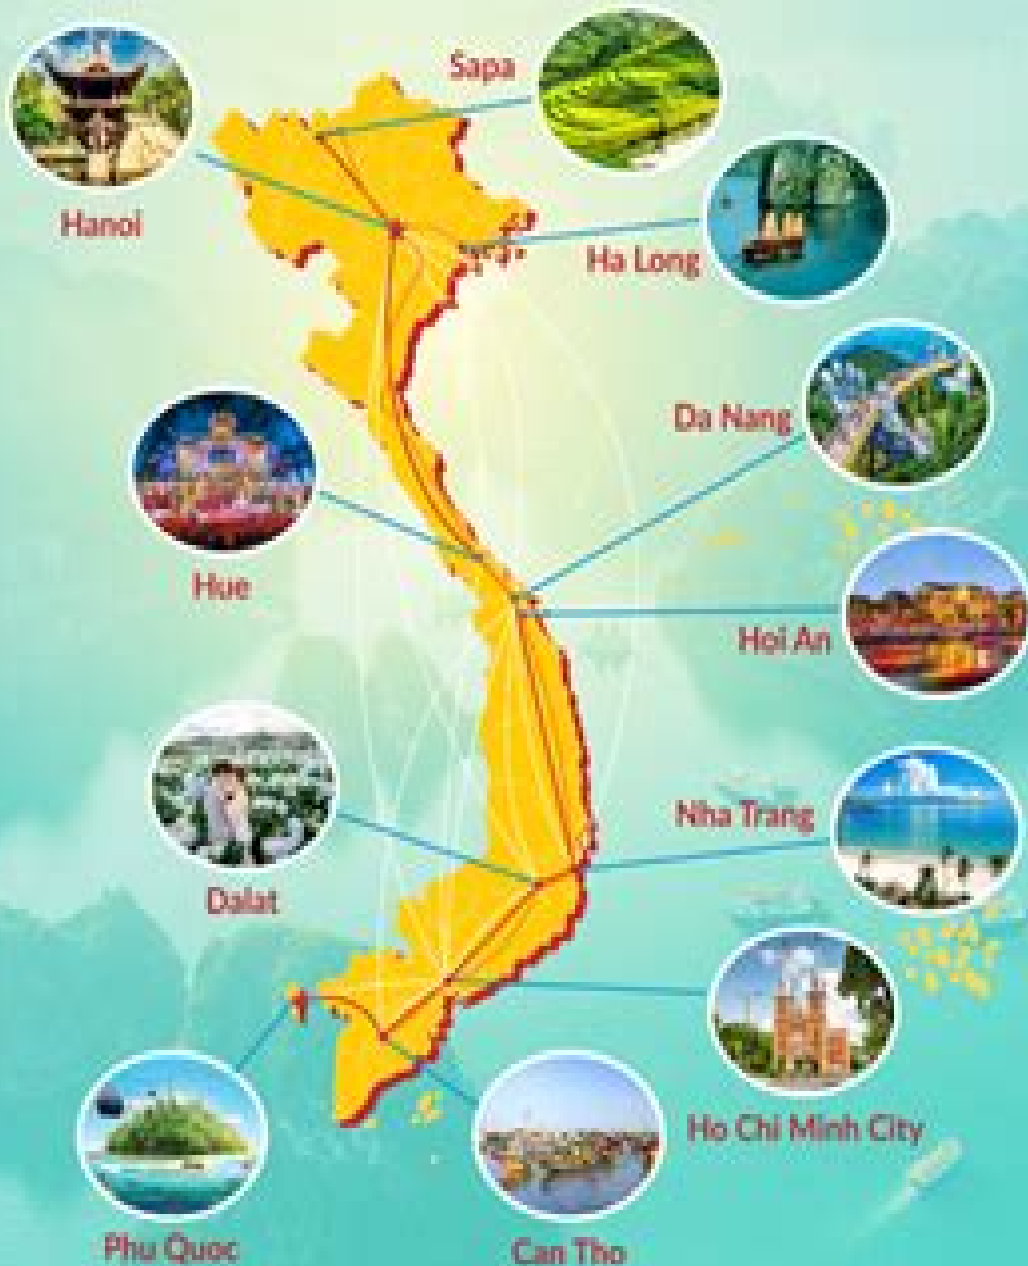 Sapa
Hanoi
Ha Long
Da Nang
Hue
Hoi An
Nha Trang
Dalat
Ho Chi Minh City
Phu Quoc
Can Tho